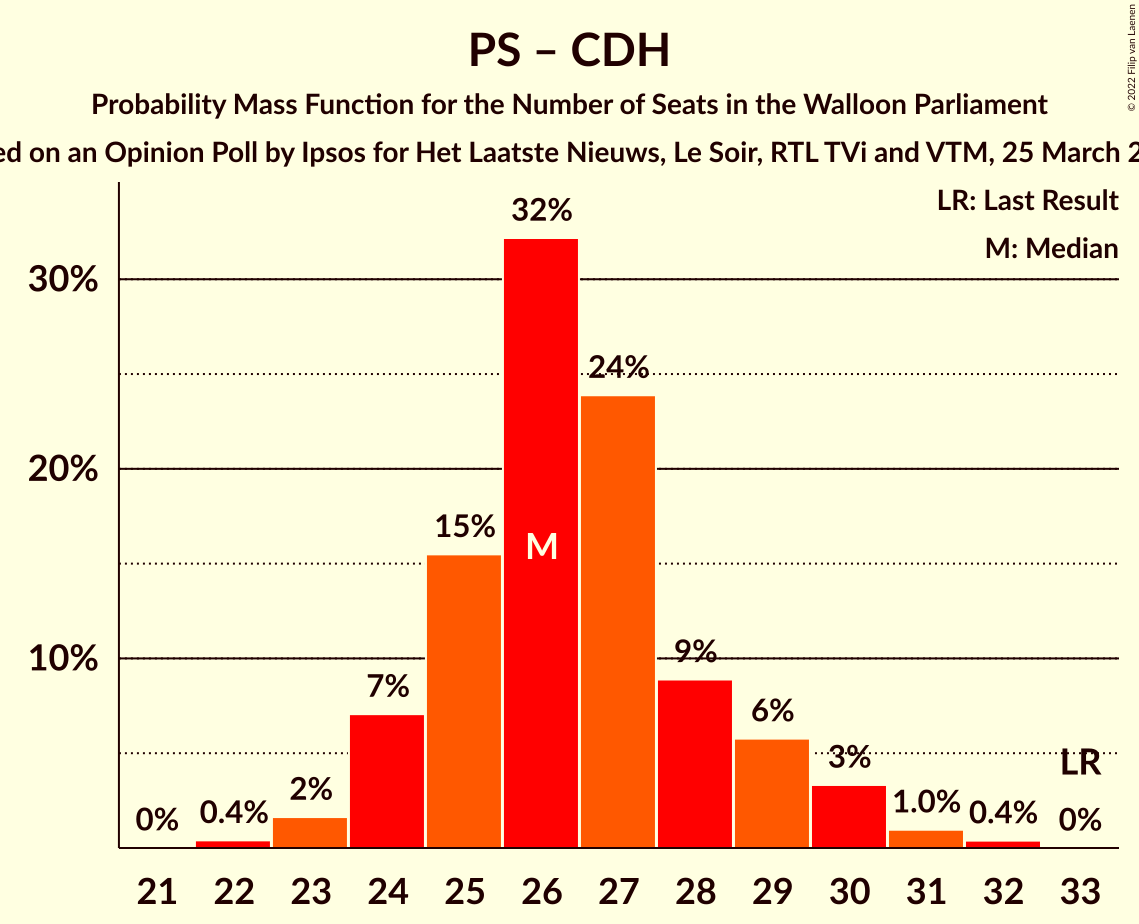 PS – CDH
Probability Mass Function for the Number of Seats in the Walloon Parliament
on an Opinion Poll by Ipsos for Het Laatste Nieuws, Le Soir, RTL TVi and VTM, 25 March
© 2022 Filip van Laenen
LR: Last Result
M: Median
30%
20%
10%
0%
0.4%
2%
7%
15%
32%
M
24%
9%
6%
3%
1.0%
0.4%
LR
0%
21 22 23 24 25 26 27 28 29 30 31 32 33